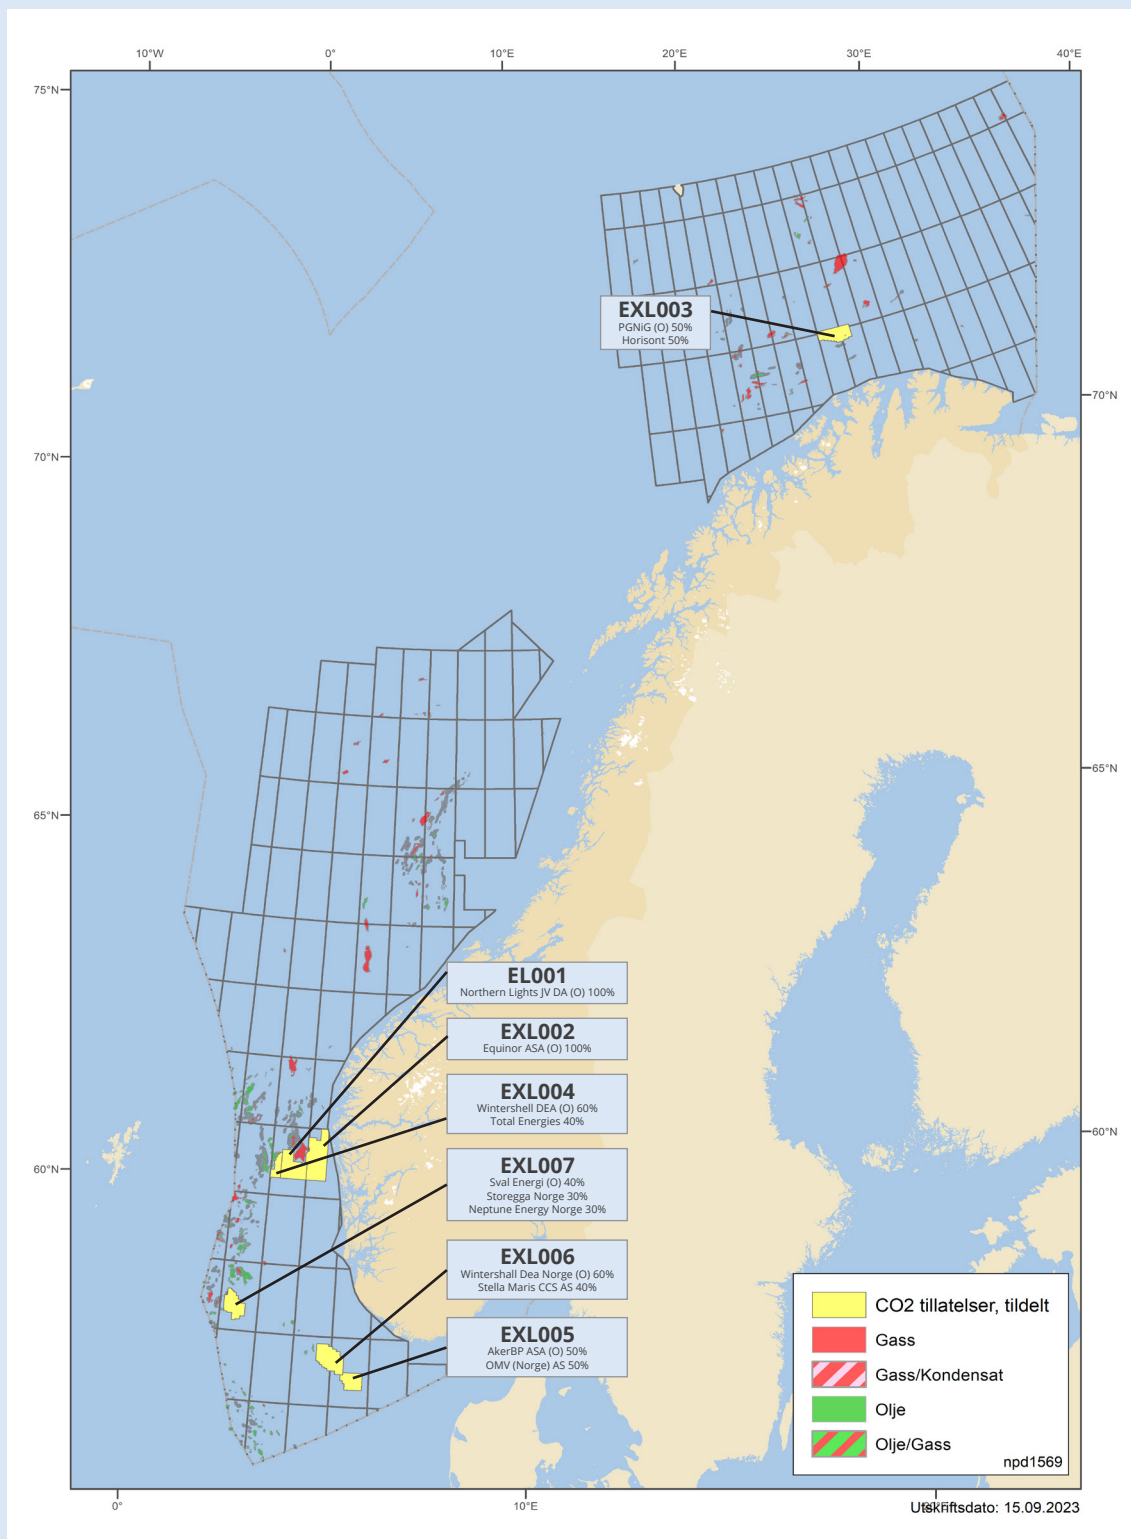 10°W 0° 10°E 20°E 30°E 40°E
75°N
EXL003
PGNiG (O) 50%
Horisont 50%
70°N
70°N
65°N
65°N
EL001
Northern Lights JV DA (O) 100%
EXL002
Equinor ASA (O) 100%
EXL004
Wintershell DEA (O) 60%
Total Energies 40%
60°N
60°N
EXL007
Sval Energi (O) 40%
Storegga Norge 30%
Neptune Energy Norge 30%
EXL006
Wintershall Dea Norge (O) 60%
Stella Maris CCS AS 40%
EXL005
AkerBP ASA (O) 50%
OMV (Norge) AS 50%
CO2 tillatelser, tildelt
Gass
Gass/Kondensat
Olje
Olje/Gass
npd1569
0° 10°E
Utskriftsdato: 15.09.2023